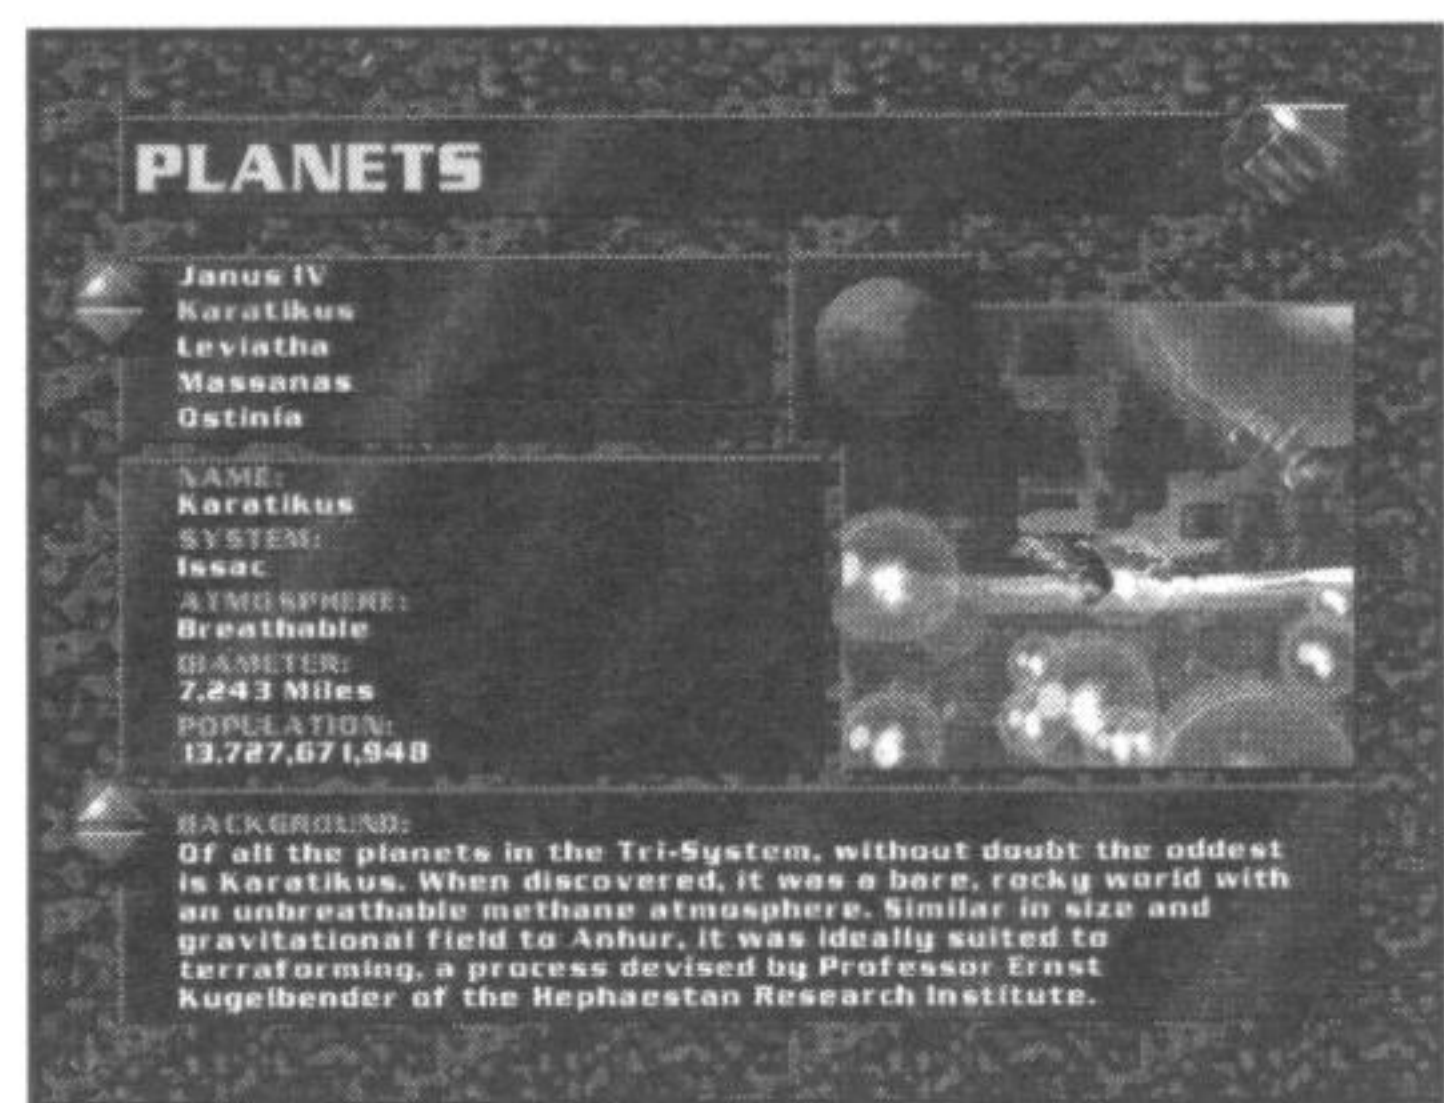 PLANETS
Janus IV
Karatikus
Leviatha
Massanas
Ostinia
NAME:
Karatikus
SYSTEM:
Issac
ATMOSPHERE:
Breathable
DIAMETER:
7,243 Miles
POPULATION:
13,727,671,948
BACKGROUND:
Of all the planets in the Tri-System, without doubt the oddest
is Karatikus. When discovered, it was a bare, rocky world with
an unbreathable methane atmosphere. Similar in size and
gravitational field to Anhur, it was ideally suited to
terraforming, a process devised by Professor Ernst
Kugelbender of the Hephaestan Research Institute.